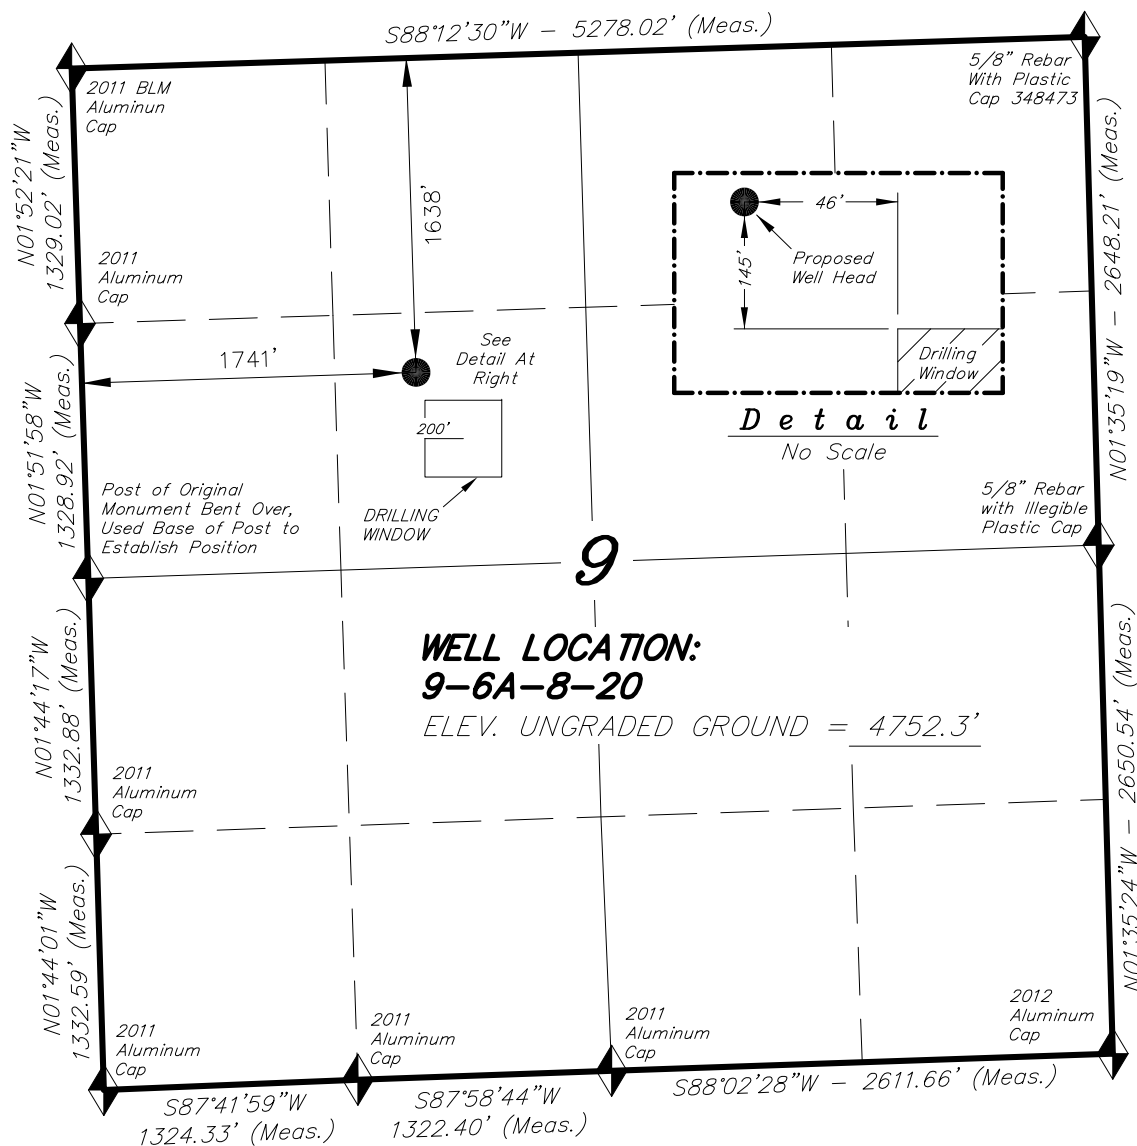 S88°12'30"W - 5278.02' (Meas.)
2011 BLM
Aluminun
Cap
5/8" Rebar
With Plastic
Cap 348473
N01°52'21"W
1329.02' (Meas.)
1638'
46'
145'
Proposed
Well Head
Drilling
Window
Detail
No Scale
N01°35'19"W - 2648.21' (Meas.)
2011
Aluminum
Cap
See
Detail At
Right
1741'
200'
DRILLING
WINDOW
N01°51'58"W
1328.92' (Meas.)
Post of Original
Monument Bent Over,
Used Base of Post to
Establish Position
5/8" Rebar
with Illegible
Plastic Cap
9
WELL LOCATION:
9-6A-8-20
ELEV. UNGRADED GROUND = 4752.3'
N01°44'17"W
1332.88' (Meas.)
N01°35'24"W - 2650.54' (Meas.)
2011
Aluminum
Cap
N01°44'01"W
1332.59' (Meas.)
2011
Aluminum
Cap
2011
Aluminum
Cap
2011
Aluminum
Cap
2012
Aluminum
Cap
S87°41'59"W
1324.33' (Meas.)
S87°58'44"W
1322.40' (Meas.)
S88°02'28"W - 2611.66' (Meas.)